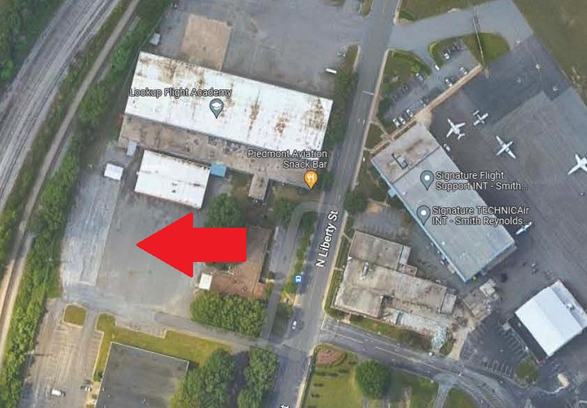 Lookup Flight Academy
Piedmont Aviation
Snack Bar
Signature Flight
Support INT - Smith...
Signature TECHNICAir
INT - Smith Reynolds...
N Liberty St